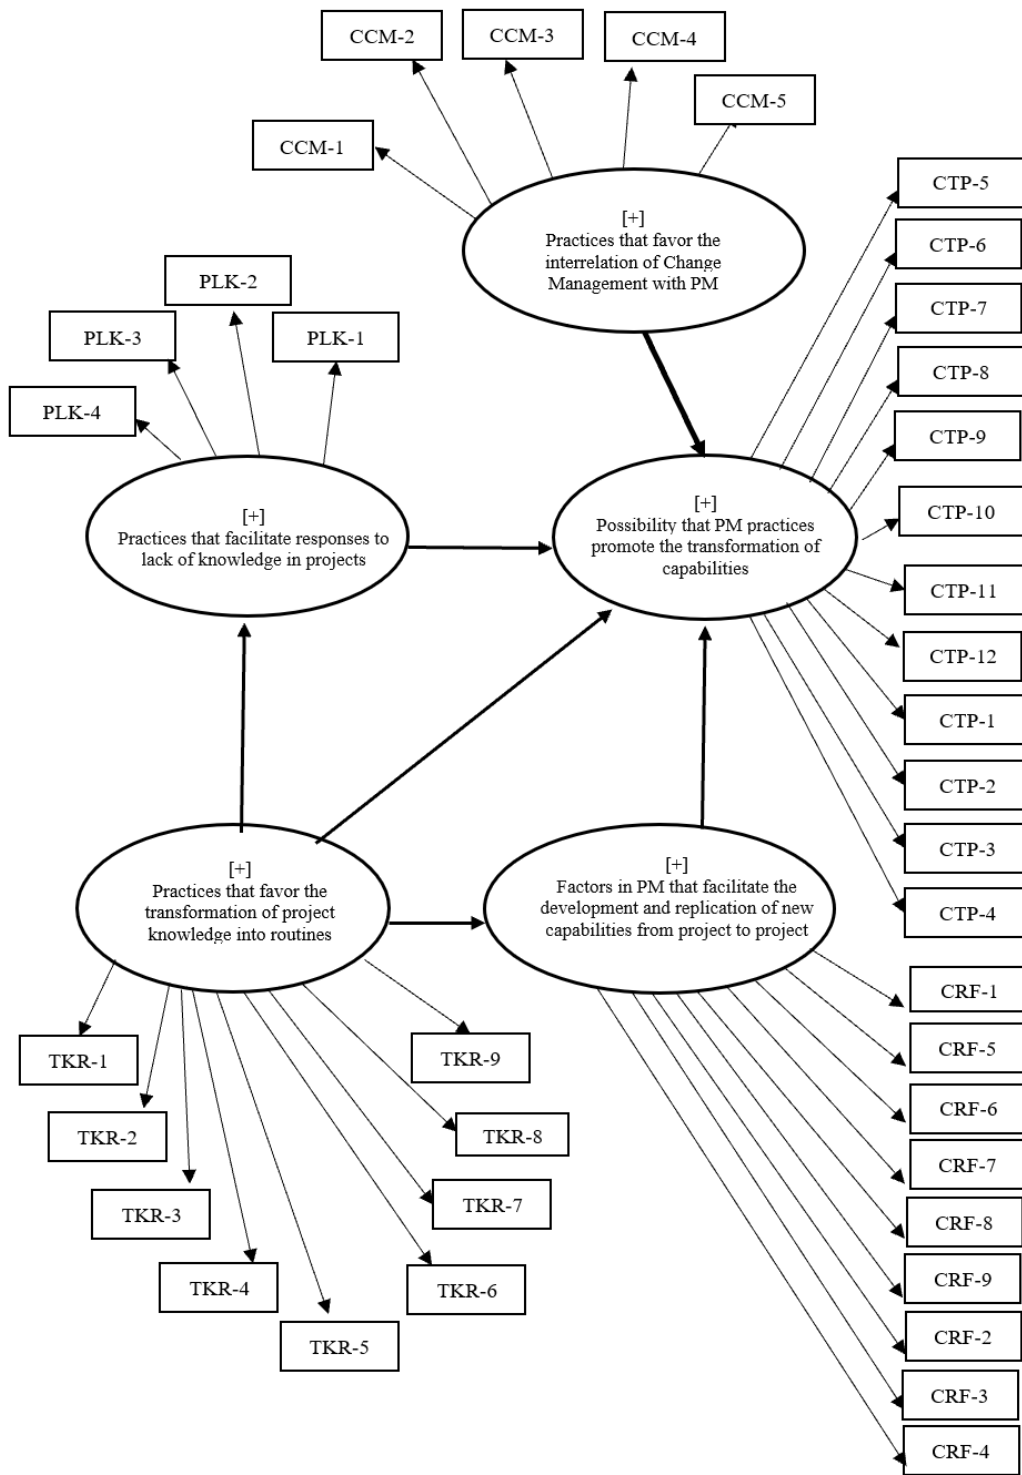 CCM-2
CCM-3
CCM-4
CCM-5
CCM-1
[+]
Practices that favor the
interrelation of Change
Management with PM
CTP-5
CTP-6
CTP-7
CTP-8
CTP-9
CTP-10
CTP-11
CTP-12
CTP-1
CTP-2
CTP-3
CTP-4
PLK-2
PLK-3
PLK-1
PLK-4
[+]
Practices that facilitate responses to
lack of knowledge in projects
[+]
Possibility that PM practices
promote the transformation of
capabilities
[+]
Practices that favor the
transformation of project
knowledge into routines
[+]
Factors in PM that facilitate the
development and replication of new
capabilities from project to project
TKR-1
TKR-2
TKR-3
TKR-4
TKR-5
TKR-6
TKR-7
TKR-8
TKR-9
CRF-1
CRF-5
CRF-6
CRF-7
CRF-8
CRF-9
CRF-2
CRF-3
CRF-4